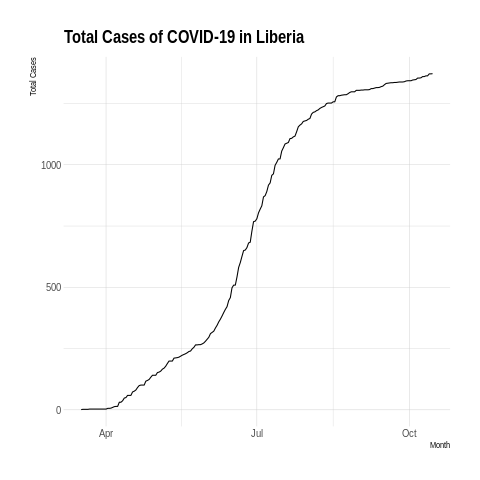 Total Cases of COVID-19 in Liberia
Total Cases
1000
500
0
Apr
Jul
Oct
Month